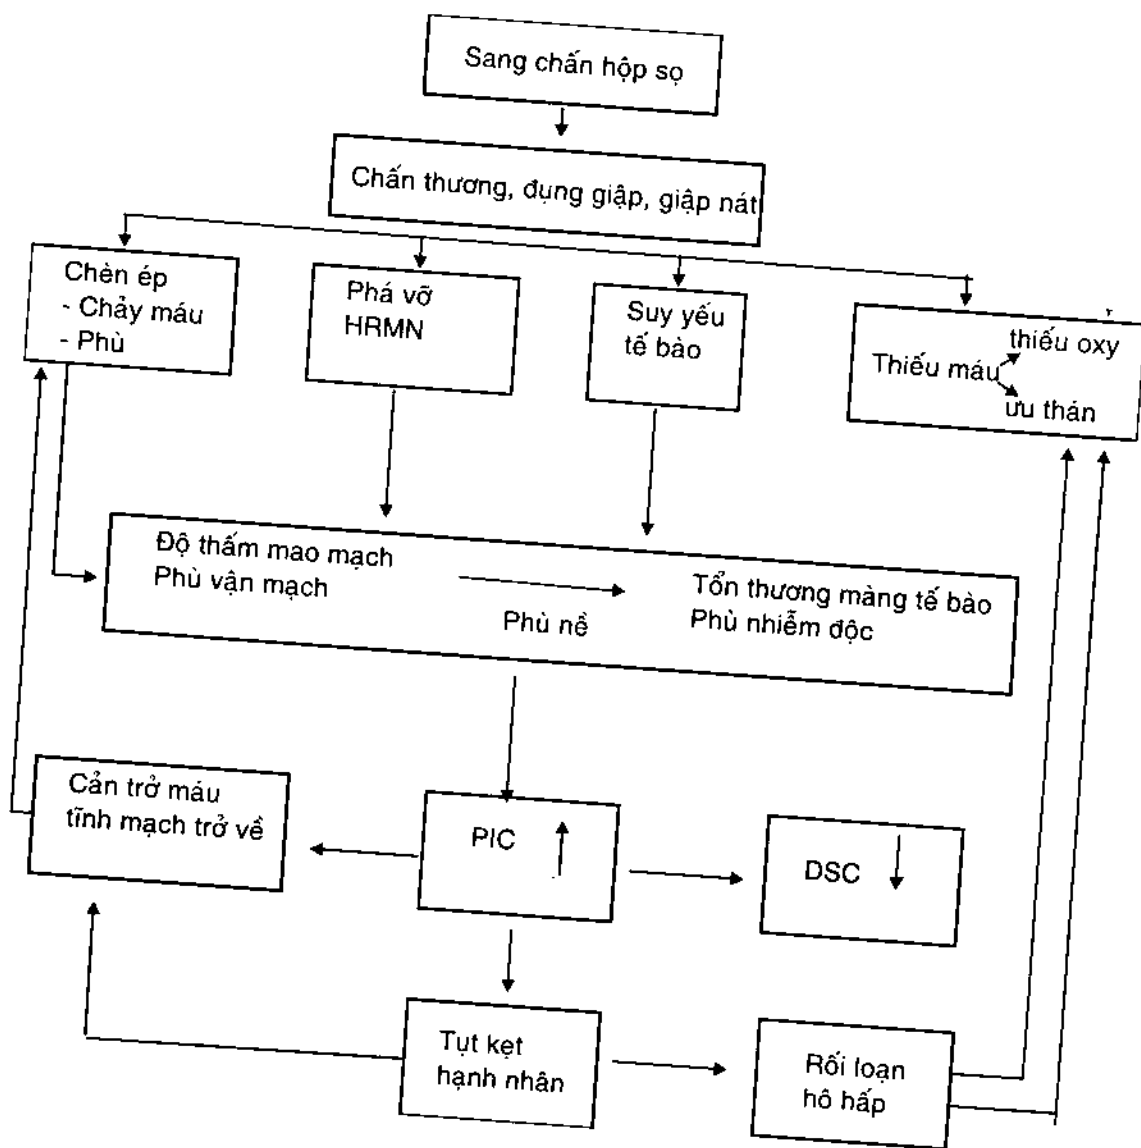 Sang chấn hộp sọ
Chấn thương, đụng giập, giập nát
Chèn ép
- Chảy máu
- Phù
Phá vỡ
HRMN
Suy yếu
tế bào
thiếu oxy
Thiếu máu
ưu thán
Độ thấm mao mạch
Phù vận mạch
Phù nề
Tổn thương màng tế bào
Phù nhiễm độc
Cản trở máu
tĩnh mạch trở về
PIC
DSC
Tụt kẹt
hạnh nhân
Rối loạn
hô hấp